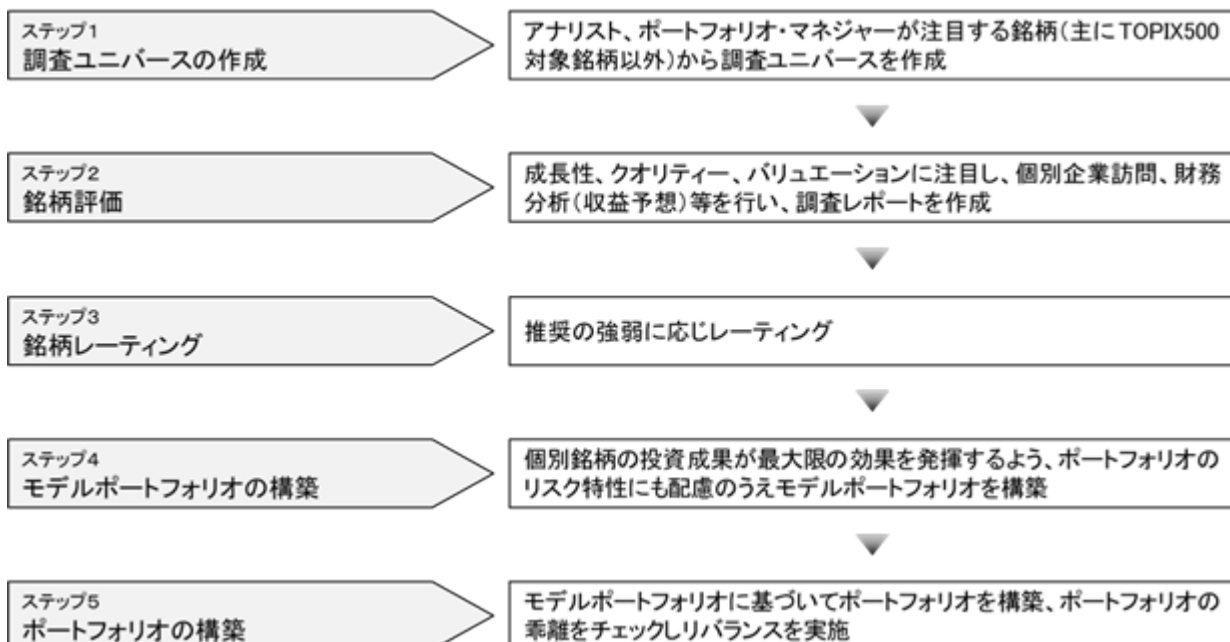 ステップ1
調査ユニバースの作成
アナリスト、ポートフォリオ・マネジャーが注目する銘柄(主にTOPIX500
対象銘柄以外)から調査ユニバースを作成
ステップ2
銘柄評価
成長性、クオリティー、バリュエーションに注目し、個別企業訪問、財務
分析(収益予想)等を行い、調査レポートを作成
ステップ3
銘柄レーティング
推奨の強弱に応じレーティング
ステップ4
モデルポートフォリオの構築
個別銘柄の投資成果が最大限の効果を発揮するよう、ポートフォリオの
リスク特性にも配慮のうえモデルポートフォリオを構築
ステップ5
ポートフォリオの構築
モデルポートフォリオに基づいてポートフォリオを構築、ポートフォリオの
乖離をチェックしリバランスを実施